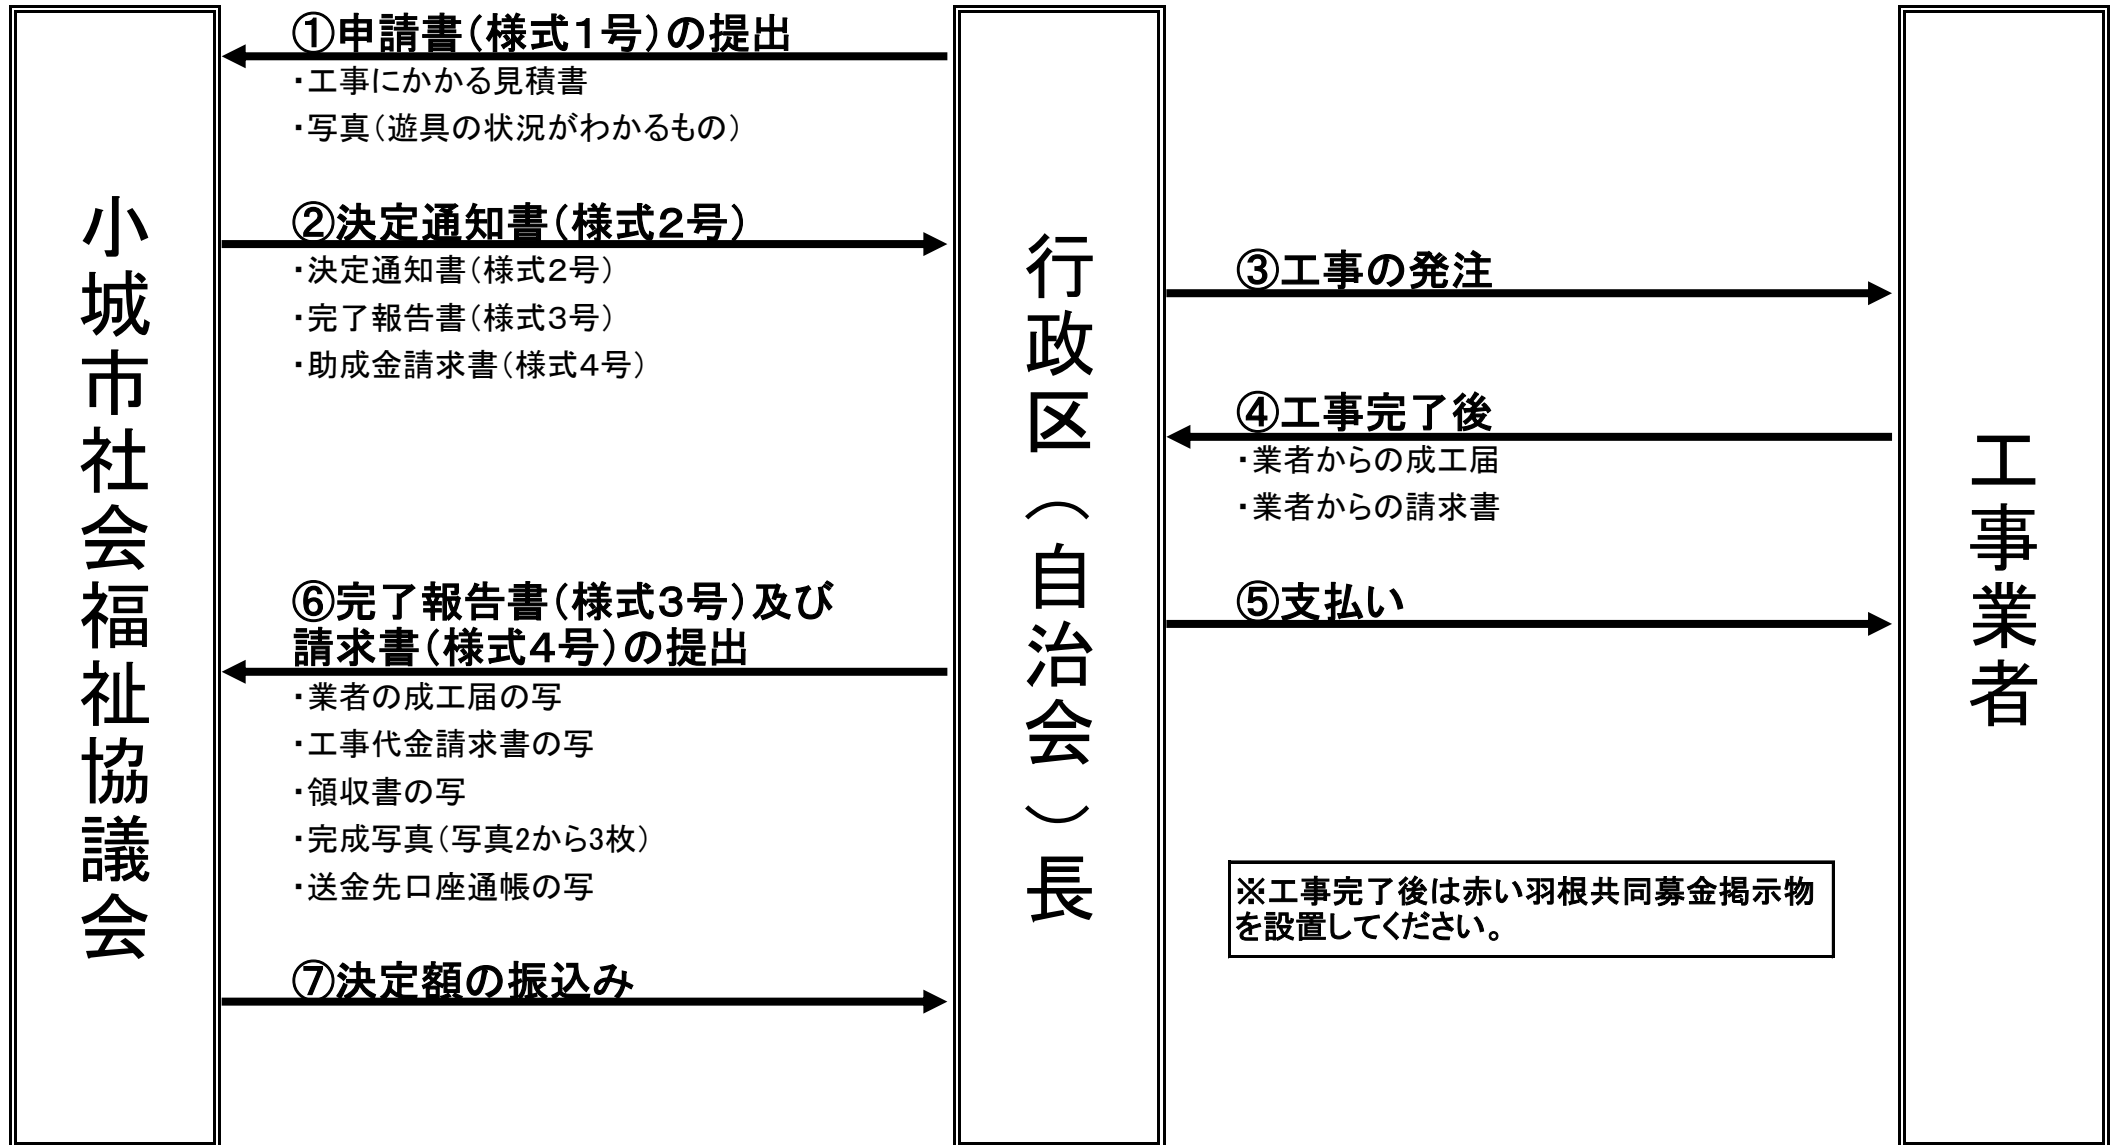 小城市社会福祉協議会
①申請書(様式1号)の提出
・工事にかかる見積書
・写真(遊具の状況がわかるもの)
②決定通知書(様式2号)
・決定通知書(様式2号)
・完了報告書(様式3号)
・助成金請求書(様式4号)
⑥完了報告書(様式3号)及び
請求書(様式4号)の提出
・業者の成工届の写
・工事代金請求書の写
・領収書の写
・完成写真(写真2から3枚)
・送金先口座通帳の写
⑦決定額の振込み
行政区(自治会)長
③工事の発注
④工事完了後
・業者からの成工届
・業者からの請求書
⑤支払い
※工事完了後は赤い羽根共同募金掲示物
を設置してください。
工事業者